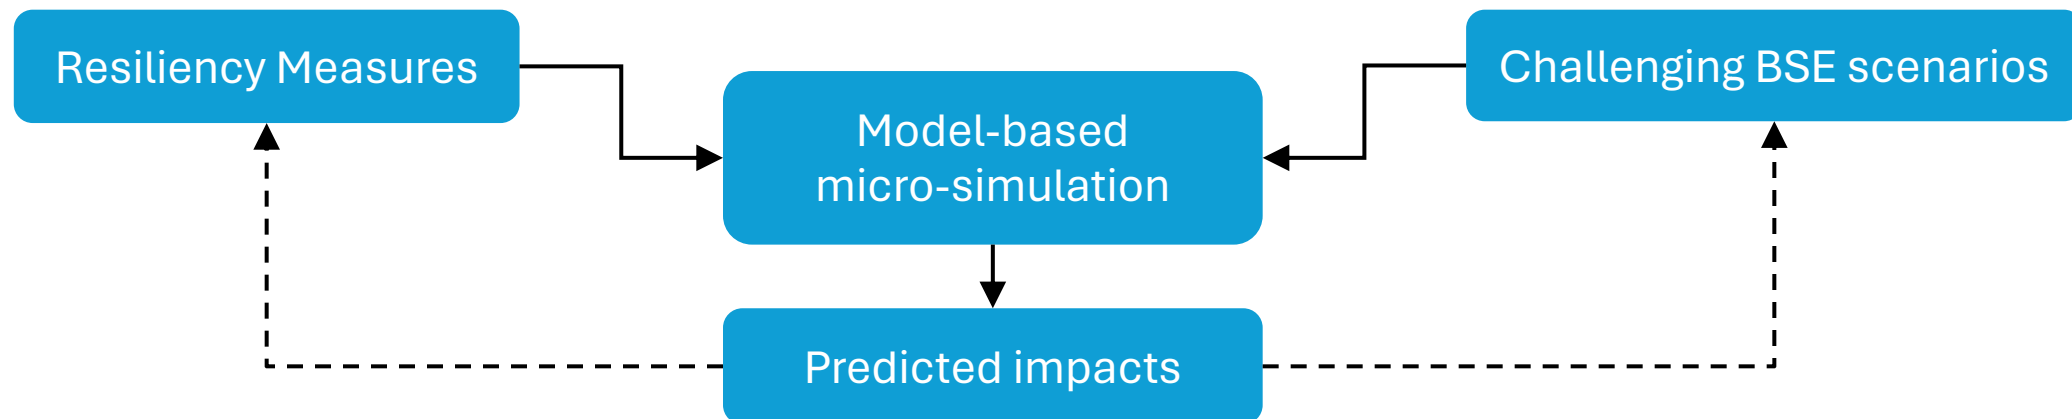 Resiliency Measures
Challenging BSE scenarios
Model-based
micro-simulation
Predicted impacts